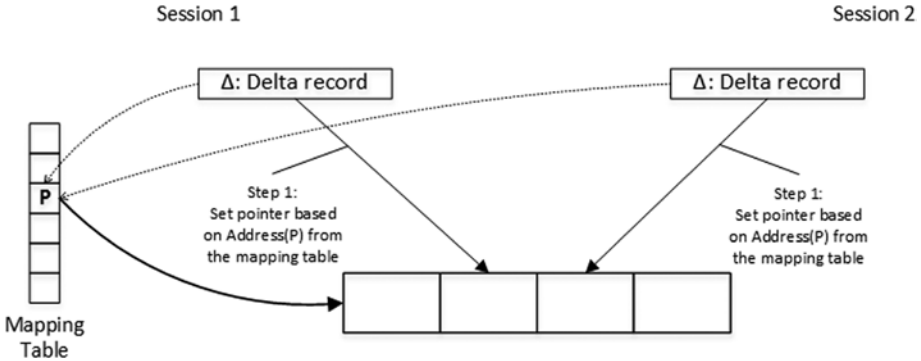 Session 1
Session 2
Δ: Delta record
Δ: Delta record
P
Step 1:
Set pointer based
on Address(P) from
the mapping table
Step 1:
Set pointer based
on Address(P) from
the mapping table
Mapping
Table